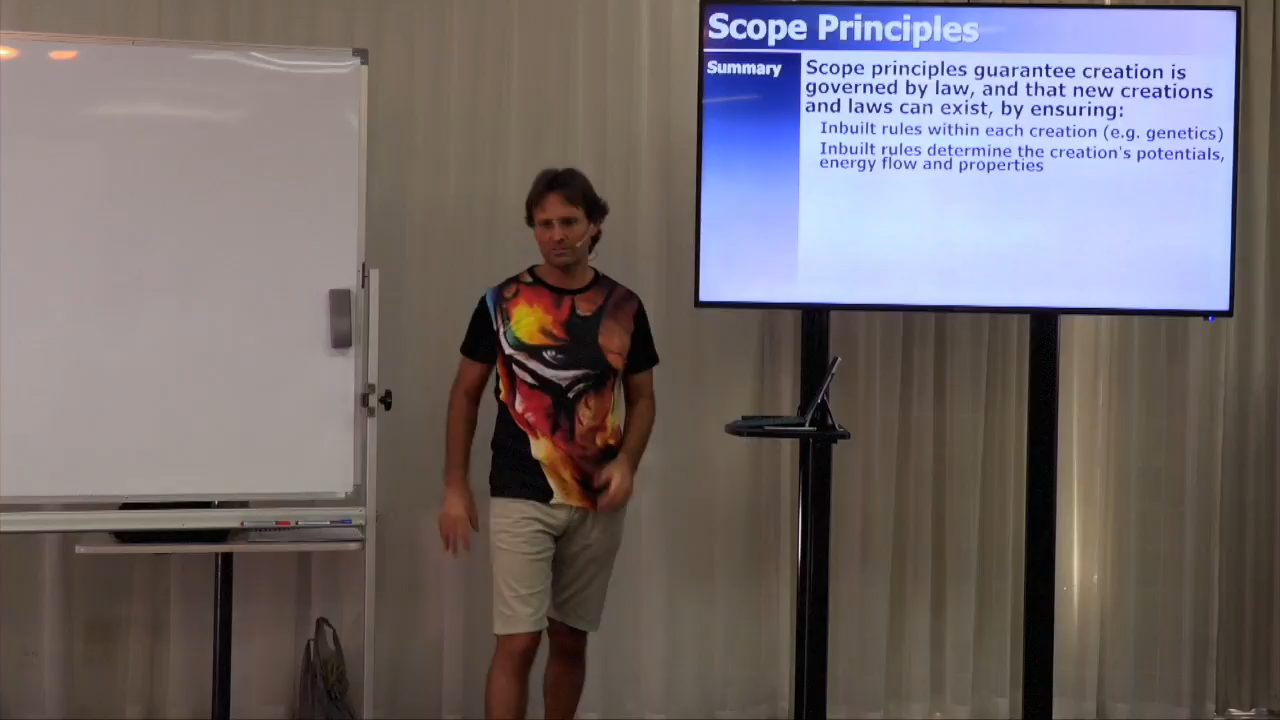 Scope Principles
Summary
Scope principles guarantee creation is
governed by law, and that new creations
and laws can exist, by ensuring:
Inbuilt rules within each creation (e.g. genetics)
Inbuilt rules determine the creation's potentials,
energy flow and properties